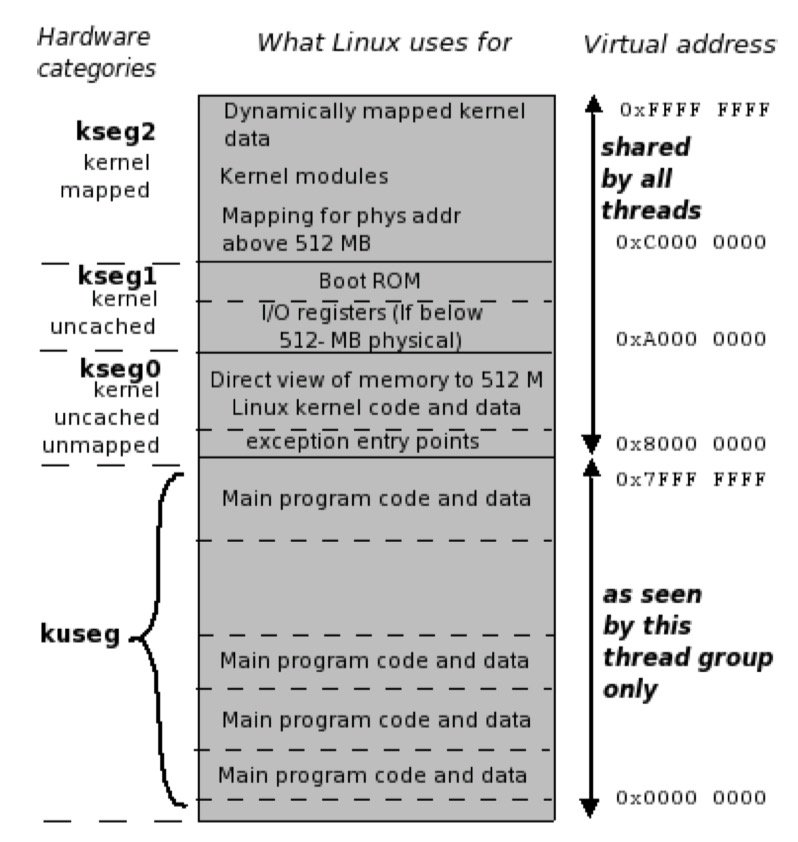 Hardware
categories
What Linux uses for
Virtual address
kseg2
kernel
mapped
Dynamically mapped kernel
data
Kernel modules
Mapping for phys addr
above 512 MB
0xFFFF FFFF
shared
by all
threads
0xC000 0000
kseg1
kernel
uncached
Boot ROM
I/O registers (If below
512- MB physical)
0xA000 0000
kseg0
kernel
uncached
unmapped
Direct view of memory to 512 M
Linux kernel code and data
exception entry points
0x8000 0000
0x7FFF FFFF
kuseg
Main program code and data
Main program code and data
Main program code and data
Main program code and data
as seen
by this
thread group
only
0x0000 0000